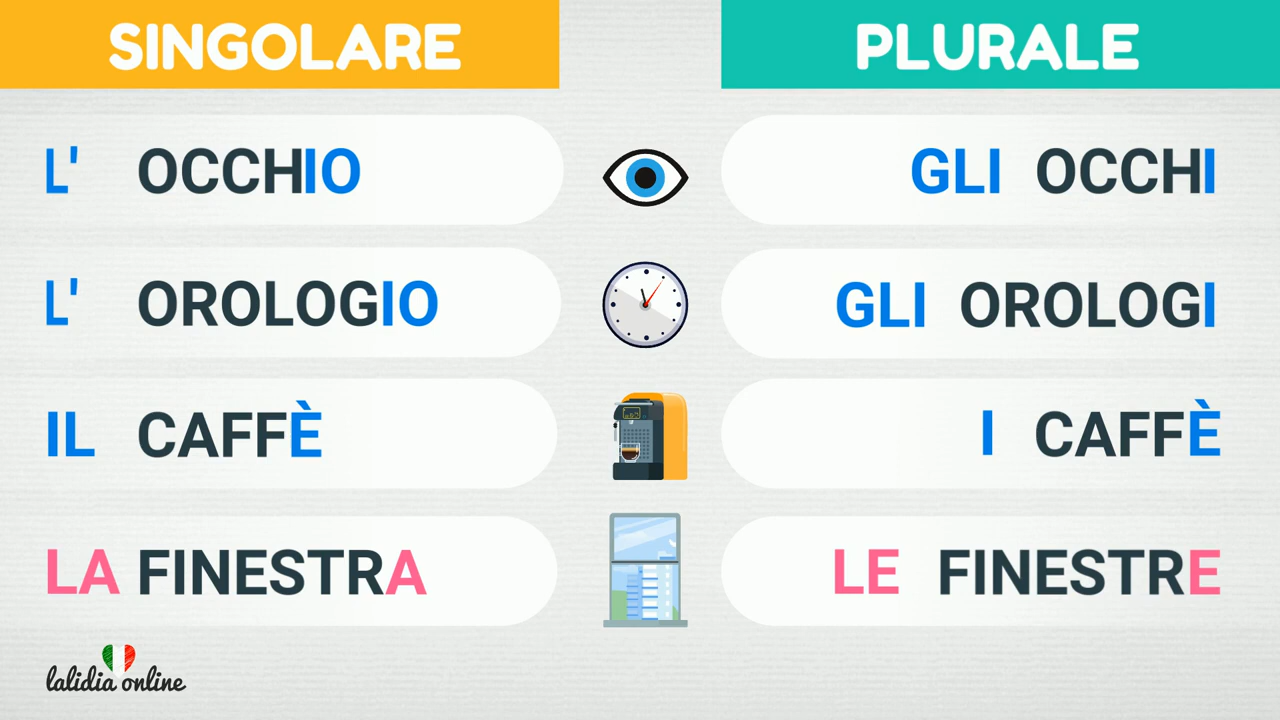 SINGOLARE PLURALE
L' OCCHIO GLI OCCHI
L' OROLOGIO GLI OROLOGI
IL CAFFÈ I CAFFÈ
LA FINESTRA LE FINESTRE
lalidia online